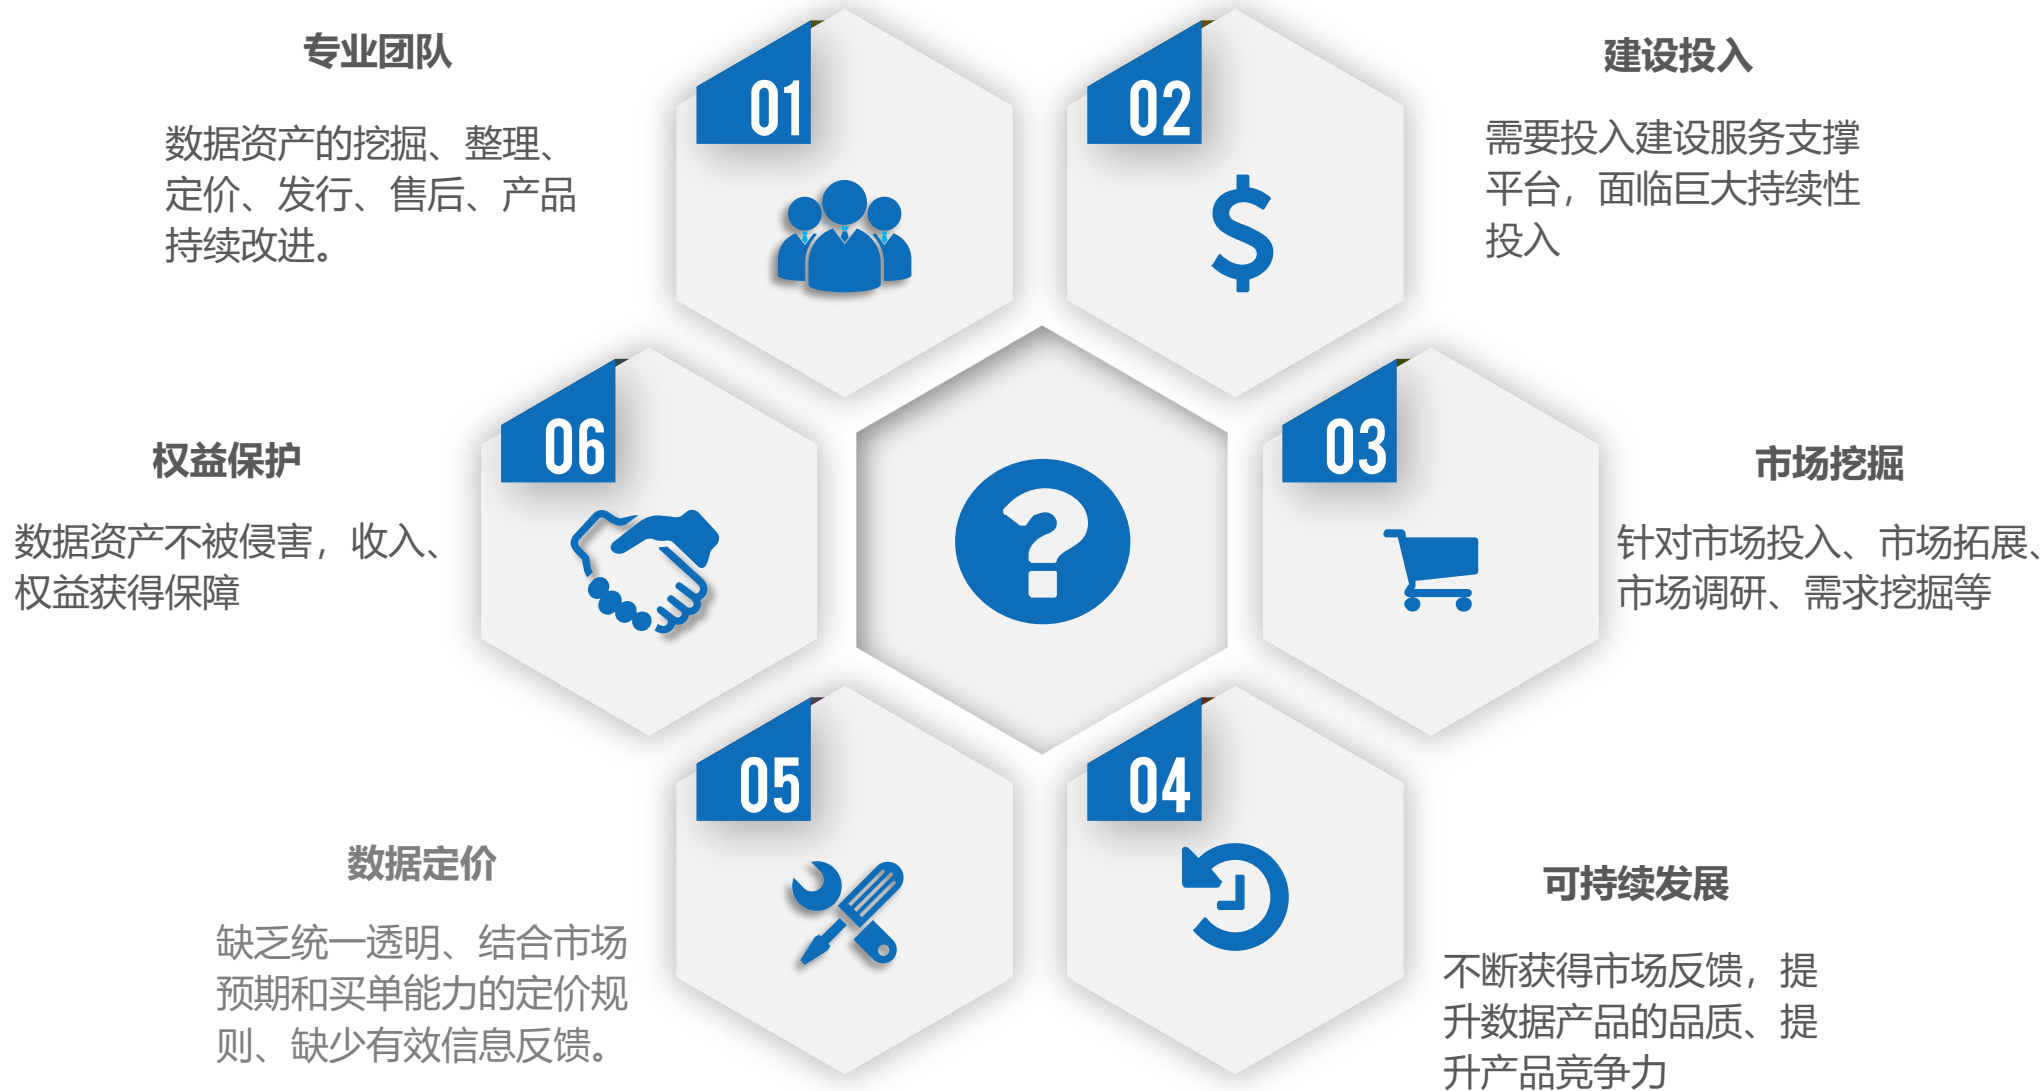 专业团队
数据资产的挖掘、整理、
定价、发行、售后、产品
持续改进。
01
02
建设投入
需要投入建设服务支撑
平台，面临巨大持续性
投入
权益保护
数据资产不被侵害，收入、
权益获得保障
06
03
市场挖掘
针对市场投入、市场拓展、
市场调研、需求挖掘等
数据定价
缺乏统一透明、结合市场
预期和买单能力的定价规
则、缺少有效信息反馈。
05
04
可持续发展
不断获得市场反馈，提
升数据产品的品质、提
升产品竞争力